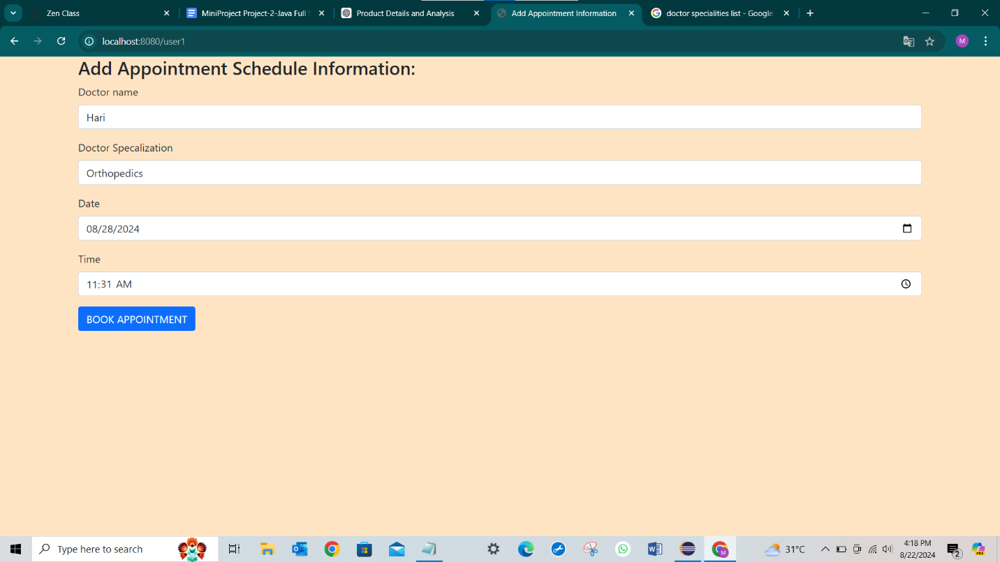 Zen Class
MiniProject Project-2-Java Full S
Product Details and Analysis
Add Appointment Information
doctor specialities list - Google
localhost:8080/user1
M
Add Appointment Schedule Information:
Doctor name
Hari
Doctor Specalization
Orthopedics
Date
08/28/2024
Time
11:31 AM
BOOK APPOINTMENT
Type here to search
31°C
4:18 PM
8/22/2024
2
PRE